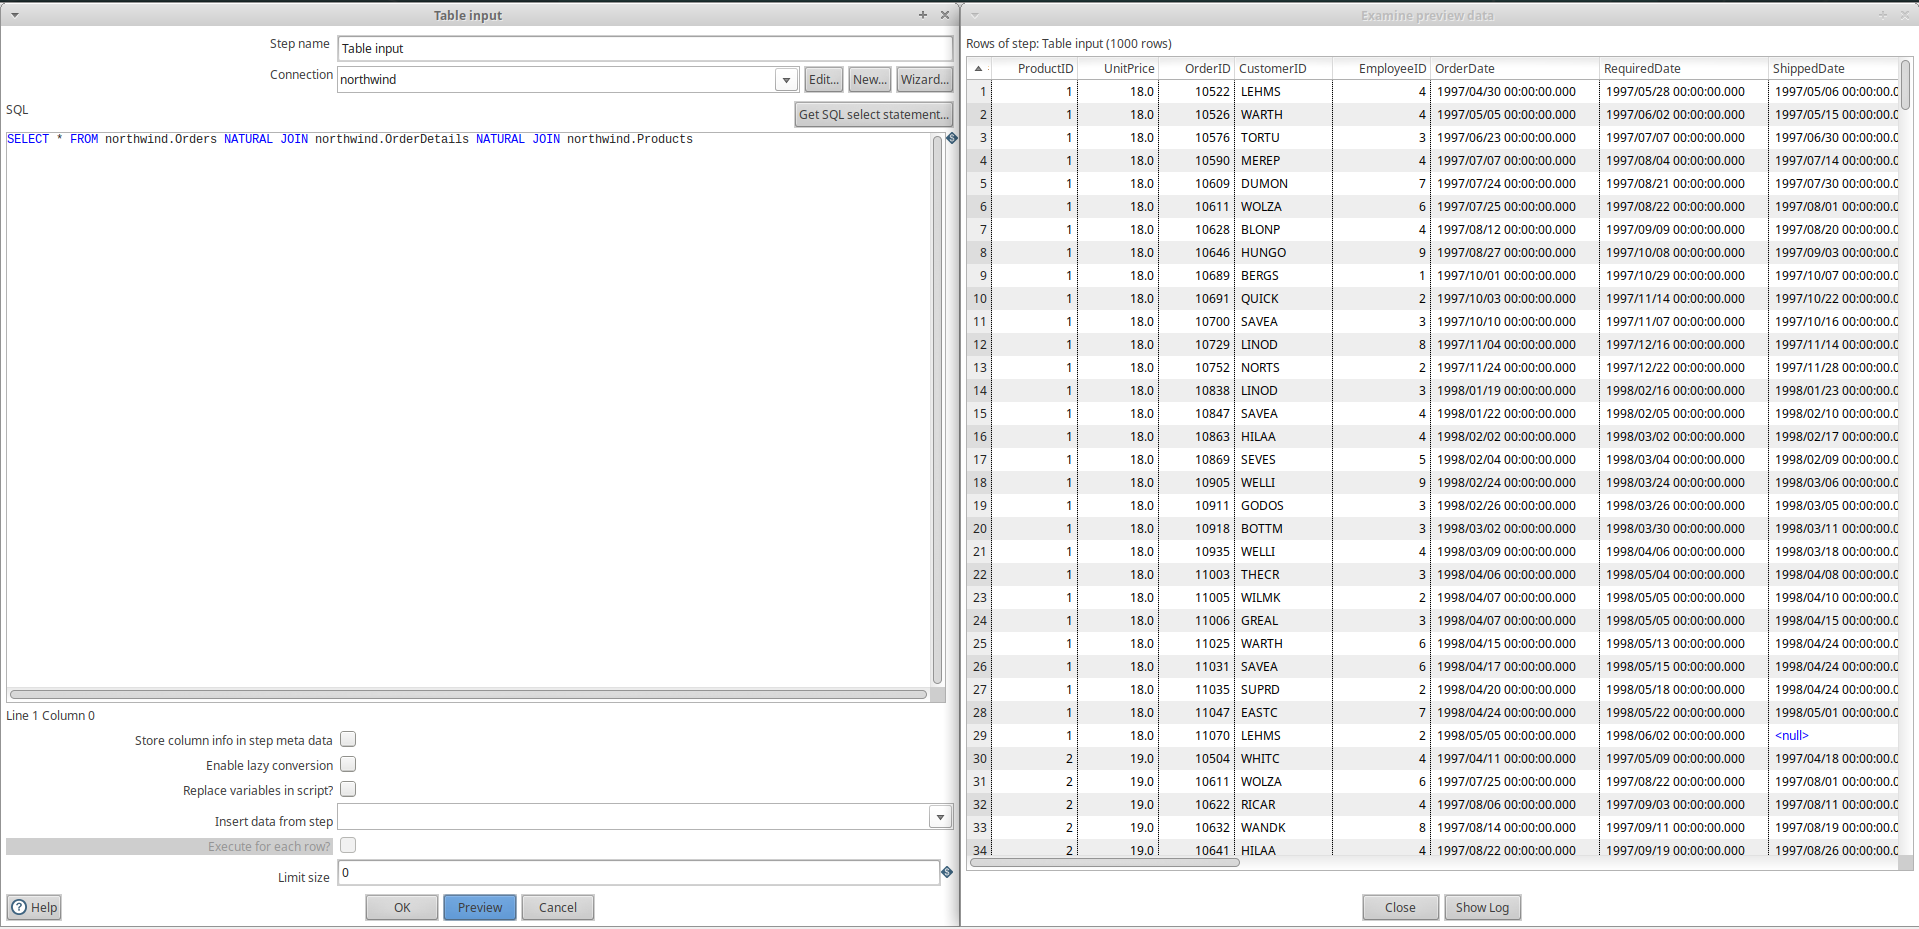 Table input
Step name Table input
Connection northwind Edit... New... Wizard...
SQL Get SQL select statement...
SELECT * FROM northwind.Orders NATURAL JOIN northwind.OrderDetails NATURAL JOIN northwind.Products
Line 1 Column 0
Store column info in step meta data
Enable lazy conversion
Replace variables in script?
Insert data from step
Execute for each row?
Limit size 0
Help OK Preview Cancel
Examine preview data
Rows of step: Table input (1000 rows)
ProductID UnitPrice OrderID CustomerID EmployeeID OrderDate RequiredDate ShippedDate
1 1 18.0 10522 LEHMS 4 1997/04/30 00:00:00.000 1997/05/28 00:00:00.000 1997/05/06 00:00:00.0
2 1 18.0 10526 WARTH 4 1997/05/05 00:00:00.000 1997/06/02 00:00:00.000 1997/05/15 00:00:00.0
3 1 18.0 10576 TORTU 3 1997/06/23 00:00:00.000 1997/07/07 00:00:00.000 1997/06/30 00:00:00.0
4 1 18.0 10590 MEREP 4 1997/07/07 00:00:00.000 1997/08/04 00:00:00.000 1997/07/14 00:00:00.0
5 1 18.0 10609 DUMON 7 1997/07/24 00:00:00.000 1997/08/21 00:00:00.000 1997/07/30 00:00:00.0
6 1 18.0 10611 WOLZA 6 1997/07/25 00:00:00.000 1997/08/22 00:00:00.000 1997/08/01 00:00:00.0
7 1 18.0 10628 BLONP 4 1997/08/12 00:00:00.000 1997/09/09 00:00:00.000 1997/08/20 00:00:00.0
8 1 18.0 10646 HUNGO 9 1997/08/27 00:00:00.000 1997/10/08 00:00:00.000 1997/09/03 00:00:00.0
9 1 18.0 10689 BERGS 1 1997/10/01 00:00:00.000 1997/10/29 00:00:00.000 1997/10/07 00:00:00.0
10 1 18.0 10691 QUICK 2 1997/10/03 00:00:00.000 1997/11/14 00:00:00.000 1997/10/22 00:00:00.0
11 1 18.0 10700 SAVEA 3 1997/10/10 00:00:00.000 1997/11/07 00:00:00.000 1997/10/16 00:00:00.0
12 1 18.0 10729 LINOD 8 1997/11/04 00:00:00.000 1997/12/16 00:00:00.000 1997/11/14 00:00:00.0
13 1 18.0 10752 NORTS 2 1997/11/24 00:00:00.000 1997/12/22 00:00:00.000 1997/11/28 00:00:00.0
14 1 18.0 10838 LINOD 3 1998/01/19 00:00:00.000 1998/02/16 00:00:00.000 1998/01/23 00:00:00.0
15 1 18.0 10847 SAVEA 4 1998/01/22 00:00:00.000 1998/02/05 00:00:00.000 1998/02/10 00:00:00.0
16 1 18.0 10863 HILAA 4 1998/02/02 00:00:00.000 1998/03/02 00:00:00.000 1998/02/17 00:00:00.0
17 1 18.0 10869 SEVES 5 1998/02/04 00:00:00.000 1998/03/04 00:00:00.000 1998/02/09 00:00:00.0
18 1 18.0 10905 WELLI 9 1998/02/24 00:00:00.000 1998/03/24 00:00:00.000 1998/03/06 00:00:00.0
19 1 18.0 10911 GODOS 3 1998/02/26 00:00:00.000 1998/03/26 00:00:00.000 1998/03/05 00:00:00.0
20 1 18.0 10918 BOTTM 3 1998/03/02 00:00:00.000 1998/03/30 00:00:00.000 1998/03/11 00:00:00.0
21 1 18.0 10935 WELLI 4 1998/03/09 00:00:00.000 1998/04/06 00:00:00.000 1998/03/18 00:00:00.0
22 1 18.0 11003 THECR 3 1998/04/06 00:00:00.000 1998/05/04 00:00:00.000 1998/04/08 00:00:00.0
23 1 18.0 11005 WILMK 2 1998/04/07 00:00:00.000 1998/05/05 00:00:00.000 1998/04/10 00:00:00.0
24 1 18.0 11006 GREAL 3 1998/04/07 00:00:00.000 1998/05/05 00:00:00.000 1998/04/15 00:00:00.0
25 1 18.0 11025 WARTH 6 1998/04/15 00:00:00.000 1998/05/13 00:00:00.000 1998/04/24 00:00:00.0
26 1 18.0 11031 SAVEA 6 1998/04/17 00:00:00.000 1998/05/15 00:00:00.000 1998/04/24 00:00:00.0
27 1 18.0 11035 SUPRD 2 1998/04/20 00:00:00.000 1998/05/18 00:00:00.000 1998/04/24 00:00:00.0
28 1 18.0 11047 EASTC 7 1998/04/24 00:00:00.000 1998/05/22 00:00:00.000 1998/05/01 00:00:00.0
29 1 18.0 11070 LEHMS 2 1998/05/05 00:00:00.000 1998/06/02 00:00:00.000 <null>
30 2 19.0 10504 WHITC 4 1997/04/11 00:00:00.000 1997/05/09 00:00:00.000 1997/04/18 00:00:00.0
31 2 19.0 10611 WOLZA 6 1997/07/25 00:00:00.000 1997/08/22 00:00:00.000 1997/08/01 00:00:00.0
32 2 19.0 10622 RICAR 4 1997/08/06 00:00:00.000 1997/09/03 00:00:00.000 1997/08/11 00:00:00.0
33 2 19.0 10632 WANDK 8 1997/08/14 00:00:00.000 1997/09/11 00:00:00.000 1997/08/19 00:00:00.0
34 2 19.0 10641 HILAA 4 1997/08/22 00:00:00.000 1997/09/19 00:00:00.000 1997/08/26 00:00:00.0
Close Show Log